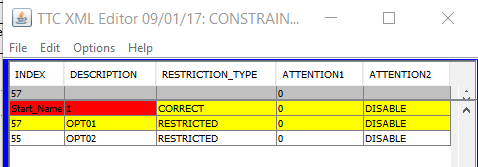 TTC XML Editor 09/01/17: CONSTRAIN...
File Edit Options Help
INDEX DESCRIPTION RESTRICTION_TYPE ATTENTION1 ATTENTION2
57 0
Start_Name 1 CORRECT 0 DISABLE
57 OPT01 RESTRICTED 0 DISABLE
55 OPT02 RESTRICTED 0 DISABLE